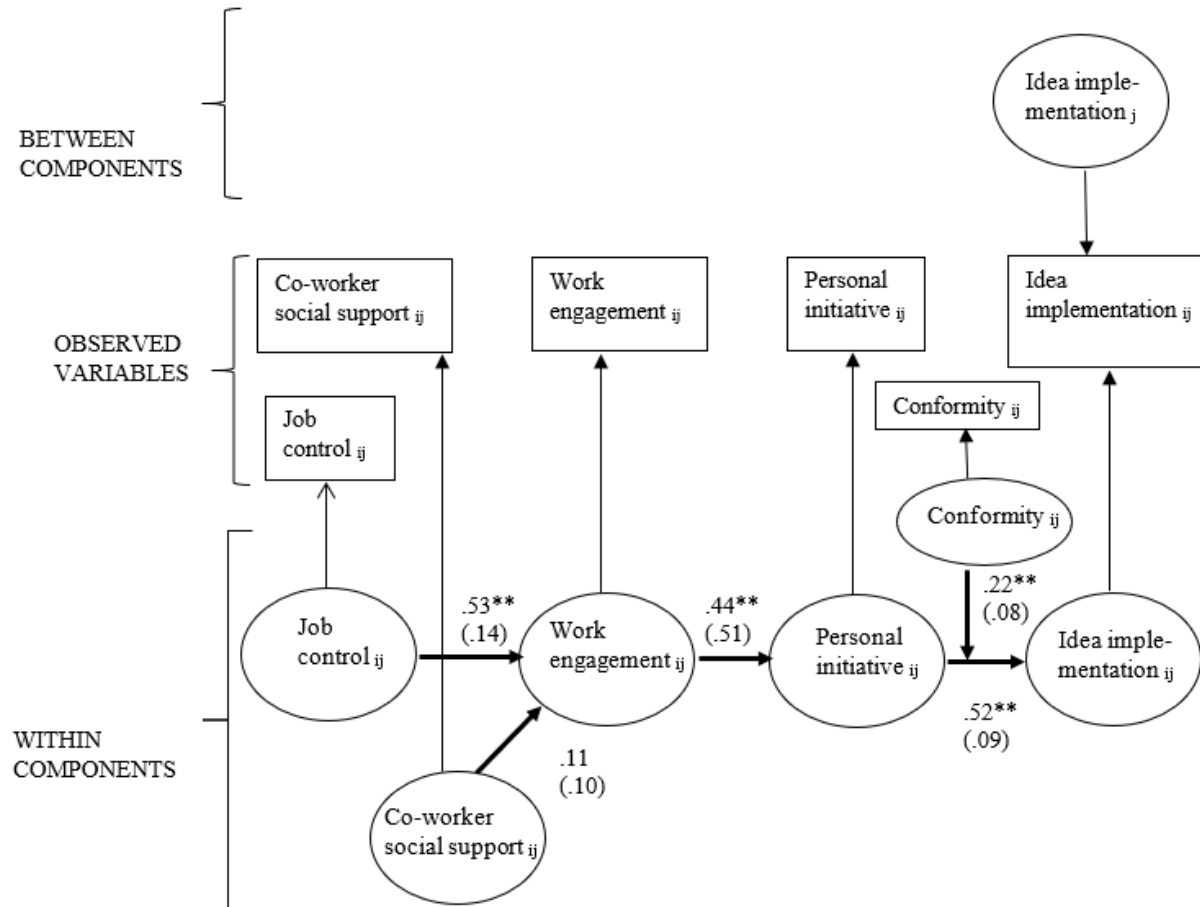 BETWEEN
COMPONENTS
Idea imple-
mentation j
OBSERVED
VARIABLES
Co-worker
social support ij
Work
engagement ij
Personal
initiative ij
Idea
implementation ij
Job
control ij
Conformity ij
WITHIN
COMPONENTS
Conformity ij
Job
control ij
.53**
(.14)
Work
engagement ij
.44**
(.51)
Personal
initiative ij
.22**
(.08)
Idea imple-
mentation ij
.52**
(.09)
.11
(.10)
Co-worker
social support ij